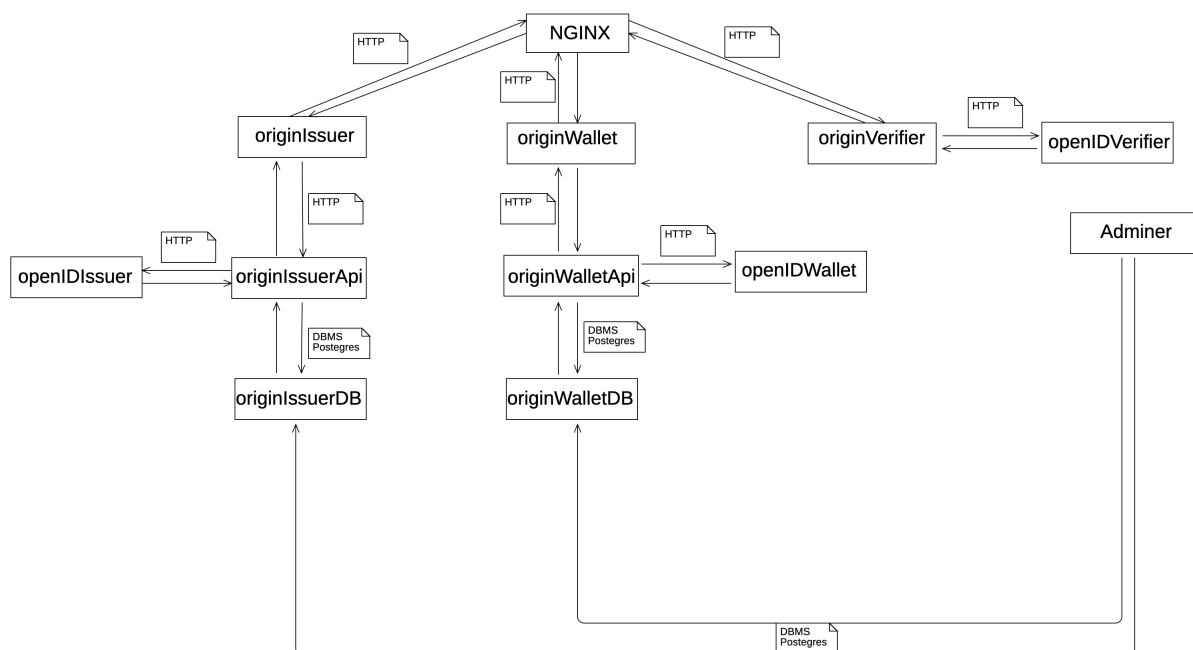 NGINX
HTTP
HTTP
HTTP
HTTP
originIssuer
originWallet
originVerifier
openIDVerifier
HTTP
HTTP
HTTP
HTTP
Adminer
openIDIssuer
originIssuerApi
originWalletApi
openIDWallet
DBMS
Postegres
DBMS
Postegres
originIssuerDB
originWalletDB
DBMS
Postegres